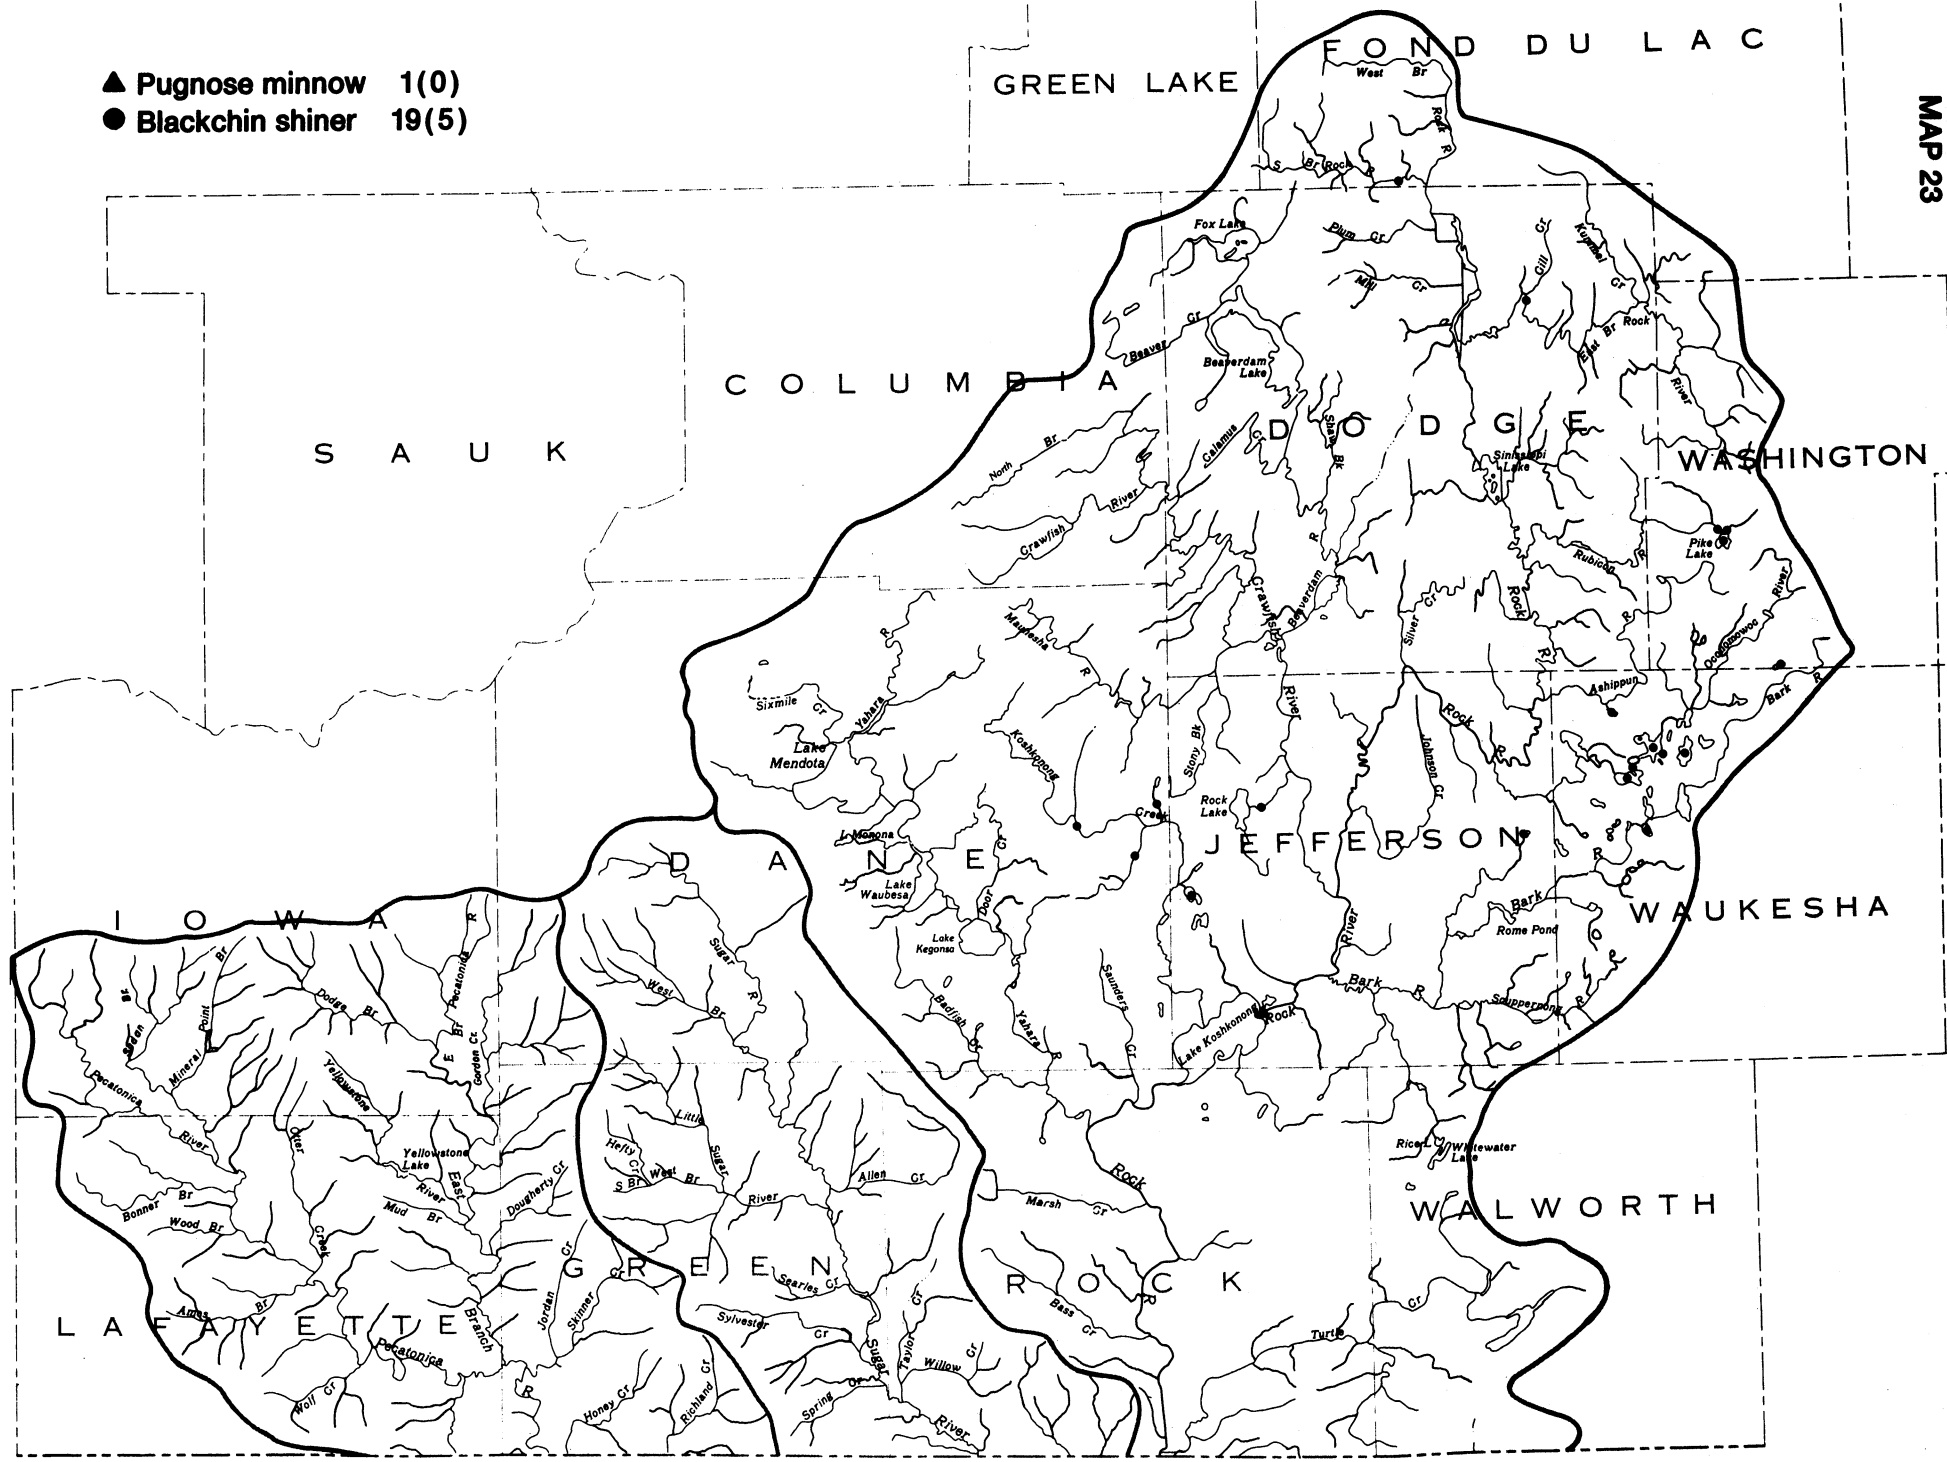 MAP 23
▲ Pugnose minnow 1(0)
● Blackchin shiner 19(5)
FOND DU LAC
GREEN LAKE
West Br
Rock R
S Br Rock R
Fox Lake
Plum Cr
Mill Cr
Gill Cr
Kummel Cr
East Br Rock River
Beaver Cr
Beaverdam Lake
COLUMBIA
SAUK
DODGE
WASHINGTON
North Br
Calamus Cr
Shaw Bk
Sinissippi Lake
Crawfish River
Pike Lake
Rubicon R
Oconomowoc River
Crawfish River
Beaverdam R
Silver Cr
Rock R
Maunesha R
Ashippun R
Bark R
Sixmile Cr
Yahara R
Lake Mendota
Koshkonong Creek
Stony Bk
Johnson Cr
Rock R
Rock Lake
L Monona
JEFFERSON
DANE
Lake Waubesa
Door Cr
Lake Kegonsa
Bark R
Rome Pond
WAUKESHA
IOWA
Sugar R
West Br
River
Bark R
Scuppernong R
Saunders Cr
Badfish Cr
Yahara R
Lake Koshkonong
Rock
Br
Mineral Point Br
Dodge Br
E Br Pecatonica R
Gordon Cr
Yellowstone
Pecatonica River
Otter Creek
Little Sugar
Hefty Cr
S Br
West Br
River
Allen Cr
Yellowstone Lake
River
East Branch
Dougherty Cr
Bonner Br
Wood Br
Mud Br
Rice L
Whitewater Lake
Marsh Cr
Rock R
WALWORTH
GREEN
ROCK
Jordan Cr
Skinner Cr
Searles Cr
Sylvester Cr
Bass Cr
Ames Br
LAFAYETTE
Pecatonica R
Sugar River
Taylor Cr
Willow Cr
Turtle Cr
Wolf Cr
Honey Cr
Richland Cr
Spring Cr